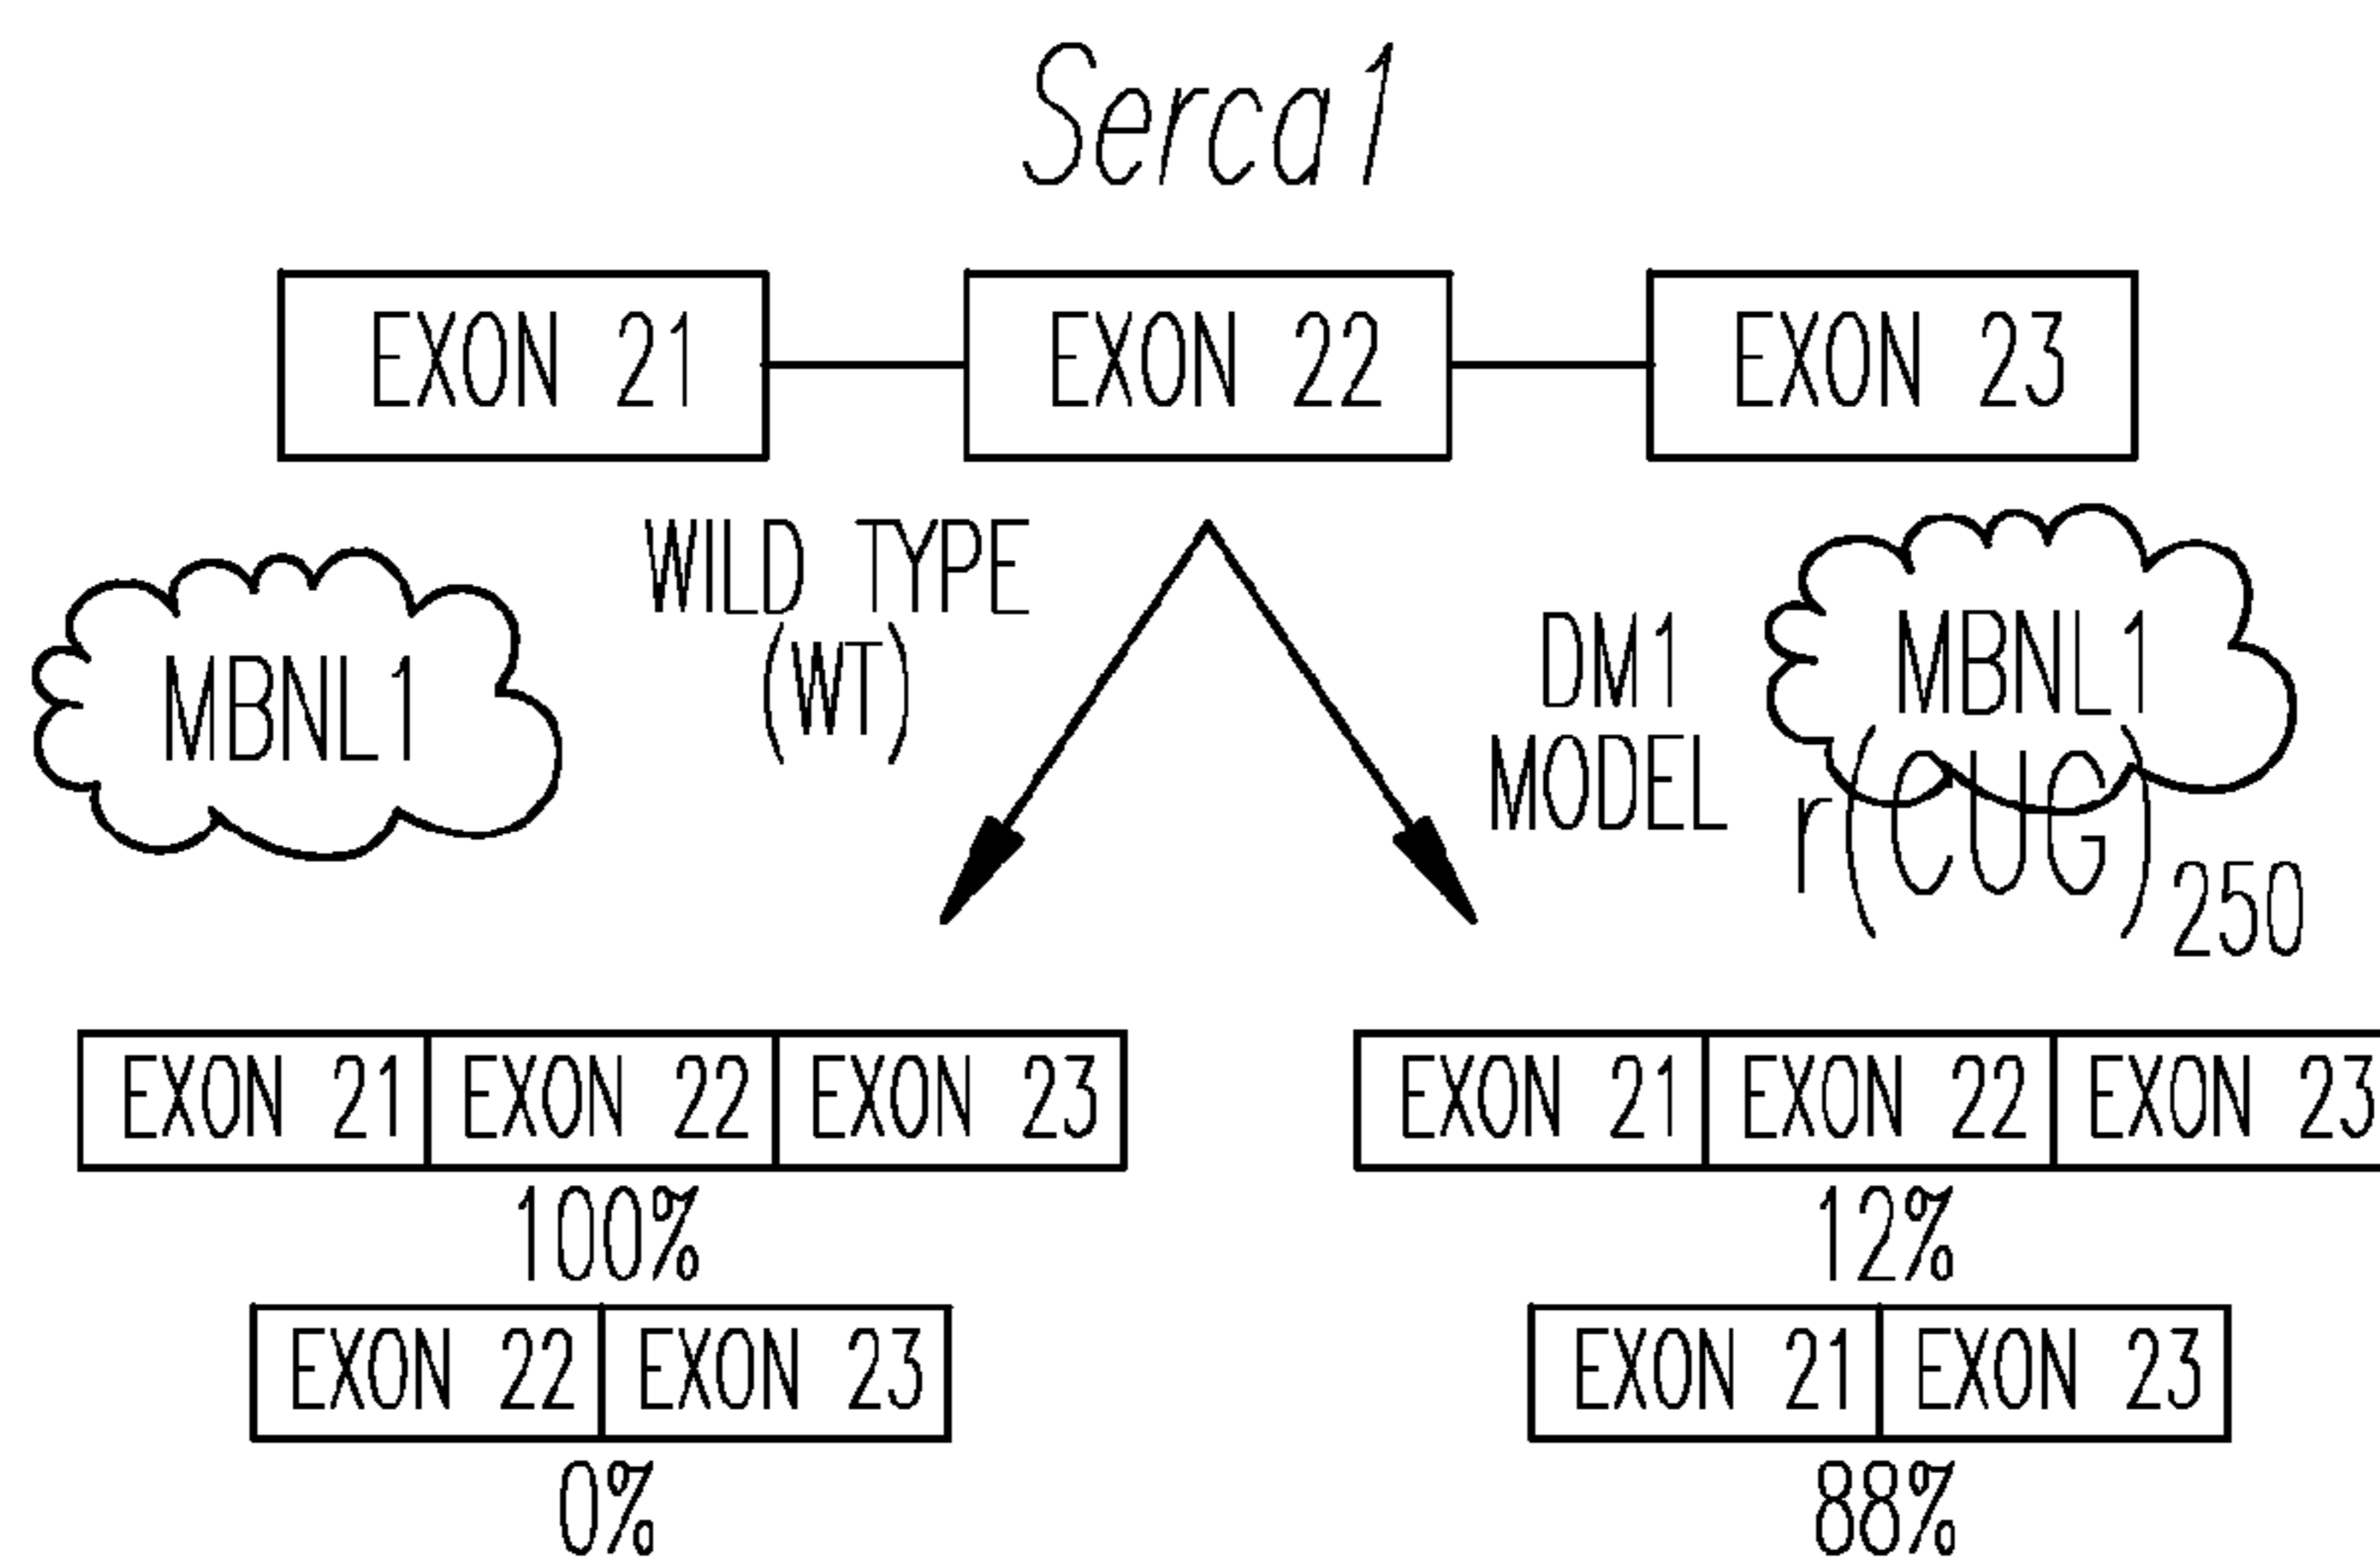 Serca1
EXON 21 EXON 22 EXON 23
WILD TYPE
(WT)
MBNL1
DM1
MODEL
MBNL1
r(CUG)250
EXON 21 EXON 22 EXON 23
100%
EXON 22 EXON 23
0%
EXON 21 EXON 22 EXON 23
12%
EXON 21 EXON 23
88%